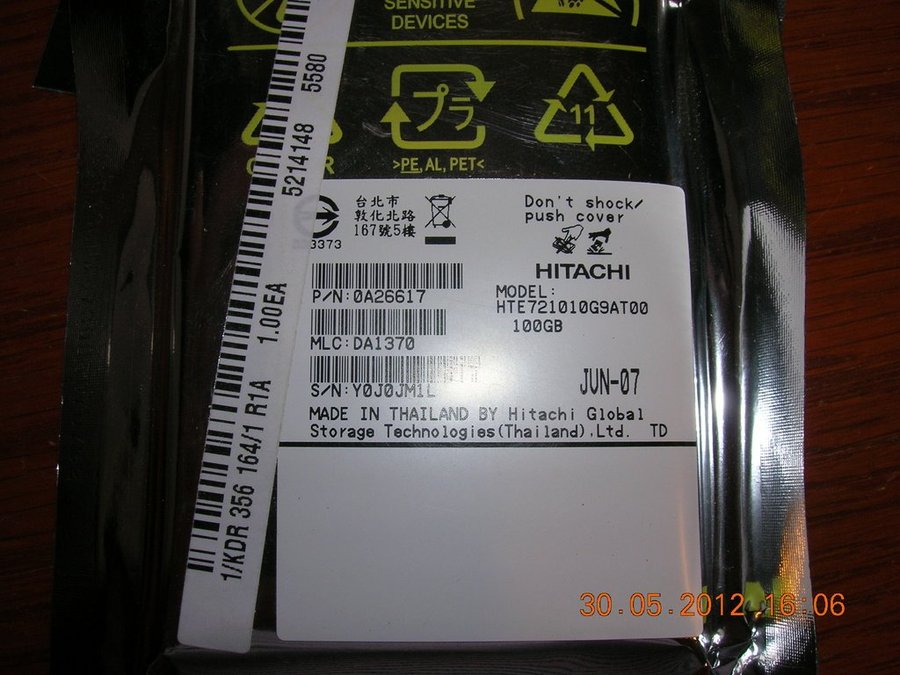 SENSITIVE
DEVICES
プラ
11
>PE, AL, PET<
5214148 5580
1/KDR 356 164/1 R1A 1.00EA
台北市
敦化北路
167號5樓
3373
Don't shock/
push cover
HITACHI
P/N:0A26617
MODEL:
HTE721010G9AT00
100GB
MLC:DA1370
S/N:Y0J0JM1L
JUN-07
MADE IN THAILAND BY Hitachi Global
Storage Technologies(Thailand),Ltd. TD
30.05.2012 16:06